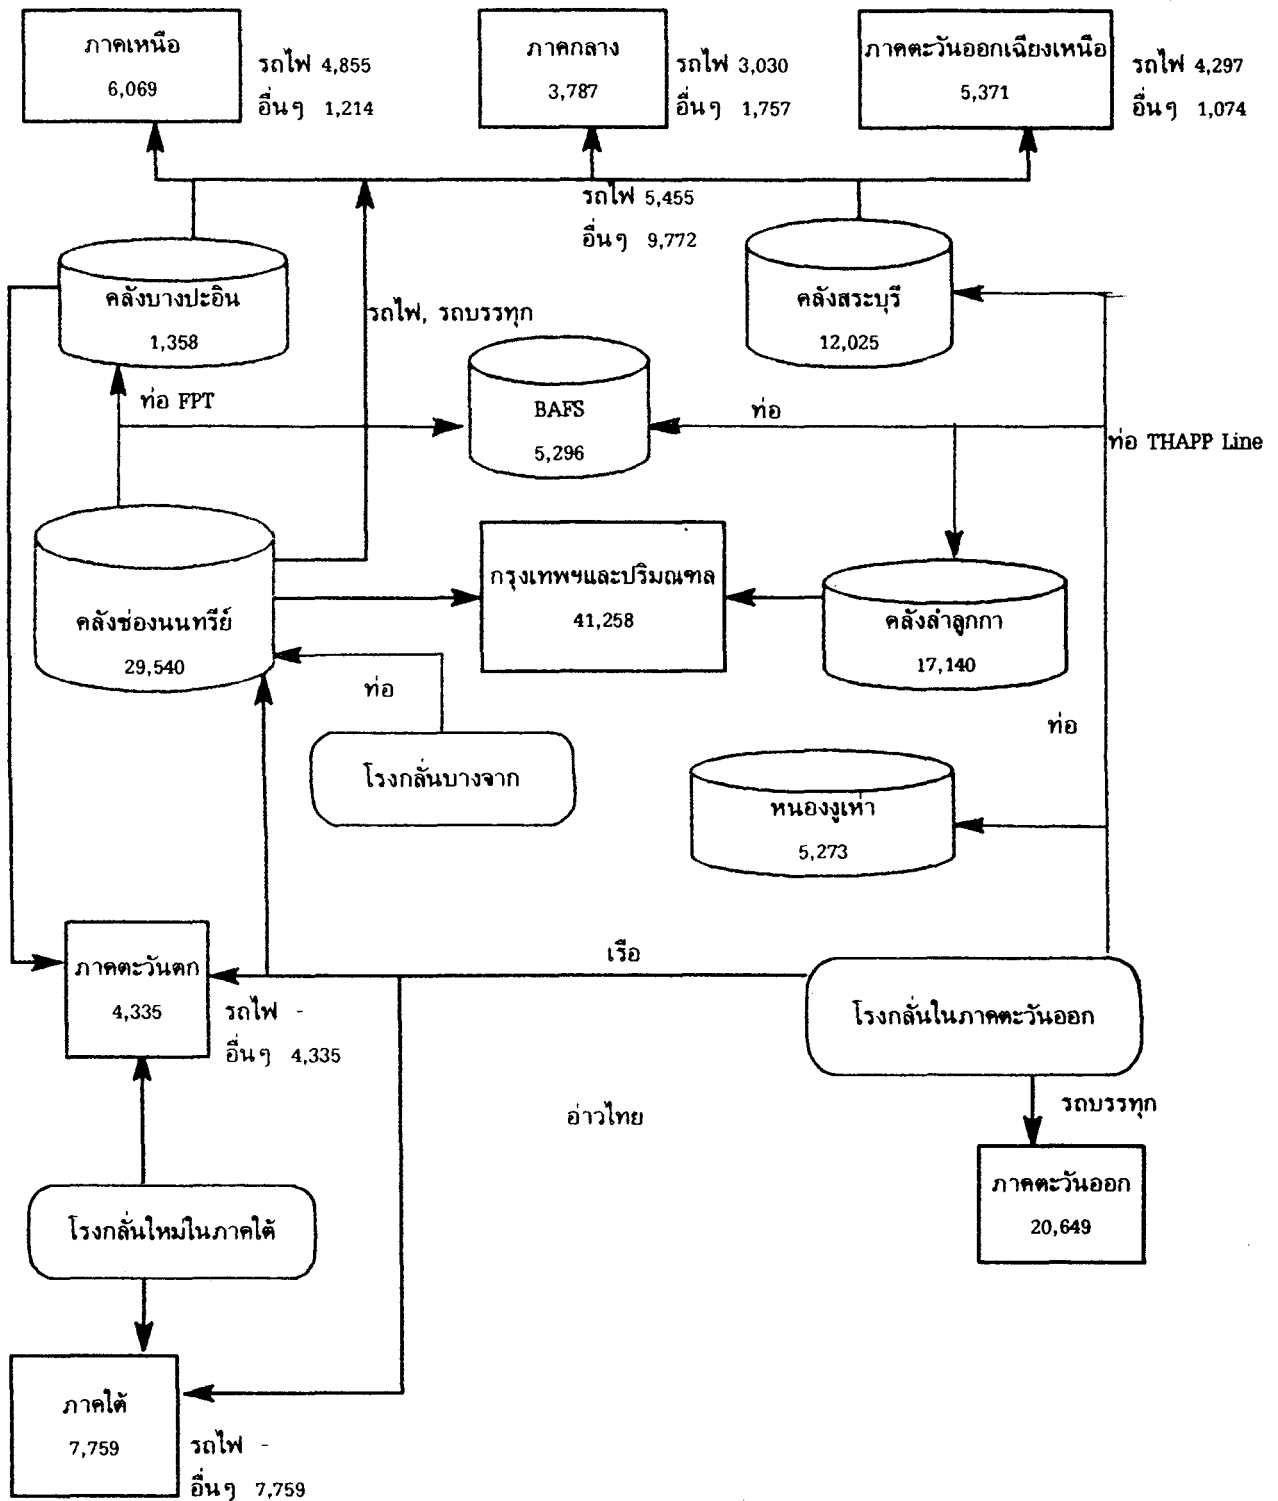 ภาคเหนือ
6,069
รถไฟ 4,855
อื่นๆ 1,214
ภาคกลาง
3,787
รถไฟ 3,030
อื่นๆ 1,757
ภาคตะวันออกเฉียงเหนือ
5,371
รถไฟ 4,297
อื่นๆ 1,074
รถไฟ 5,455
อื่นๆ 9,772
คลังบางปะอิน
1,358
คลังสระบุรี
12,025
รถไฟ, รถบรรทุก
ท่อ FPT
BAFS
5,296
ท่อ
ท่อ THAPP Line
คลังช่องนนทรีย์
29,540
กรุงเทพฯและปริมณฑล
41,258
คลังลำลูกกา
17,140
ท่อ
ท่อ
โรงกลั่นบางจาก
หนองงูเห่า
5,273
ภาคตะวันตก
4,335
รถไฟ -
อื่นๆ 4,335
เรือ
โรงกลั่นในภาคตะวันออก
อ่าวไทย
รถบรรทุก
ภาคตะวันออก
20,649
โรงกลั่นใหม่ในภาคใต้
ภาคใต้
7,759
รถไฟ -
อื่นๆ 7,759